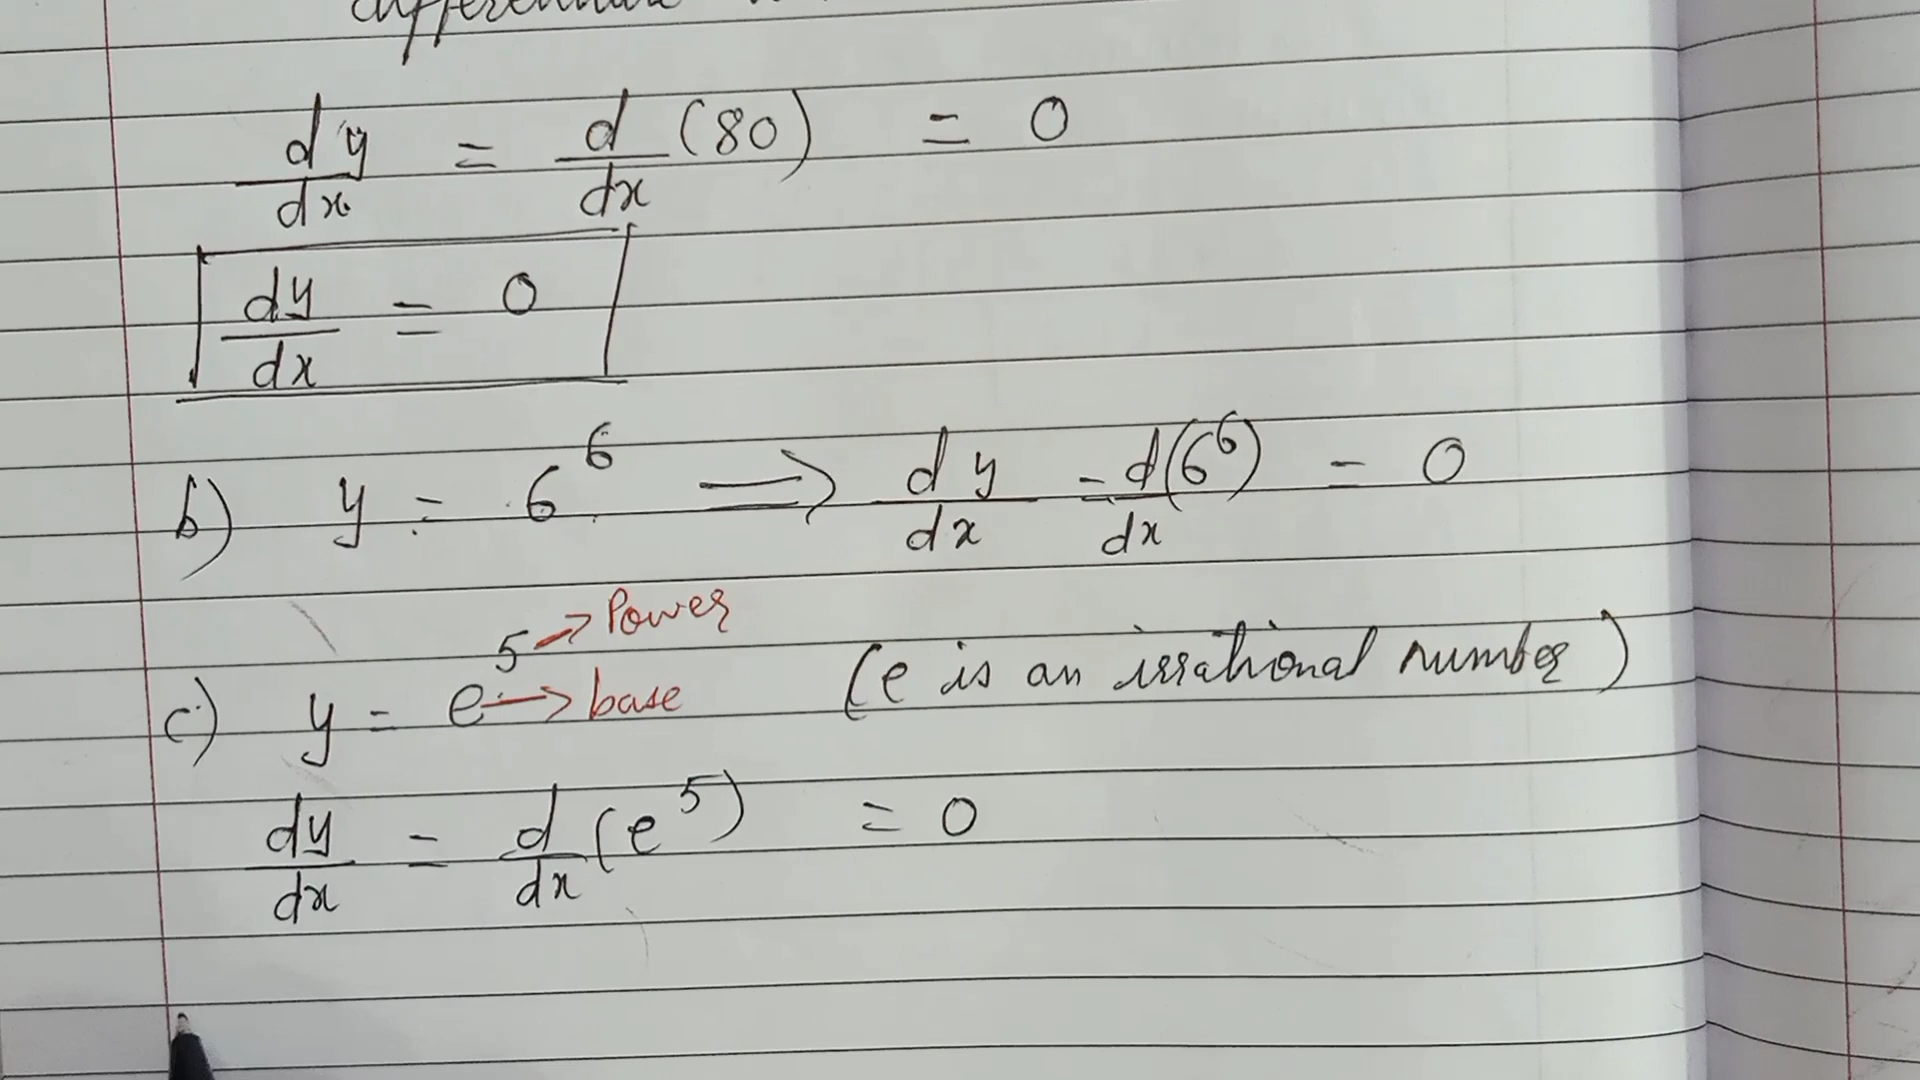 dy/dx = d/dx (80) = 0
dy/dx = 0
b) y = 6^6 ⟹ dy/dx = d(6^6)/dx = 0
c) y = e^5 → Power → base (e is an irrational number)
dy/dx = d/dx (e^5) = 0